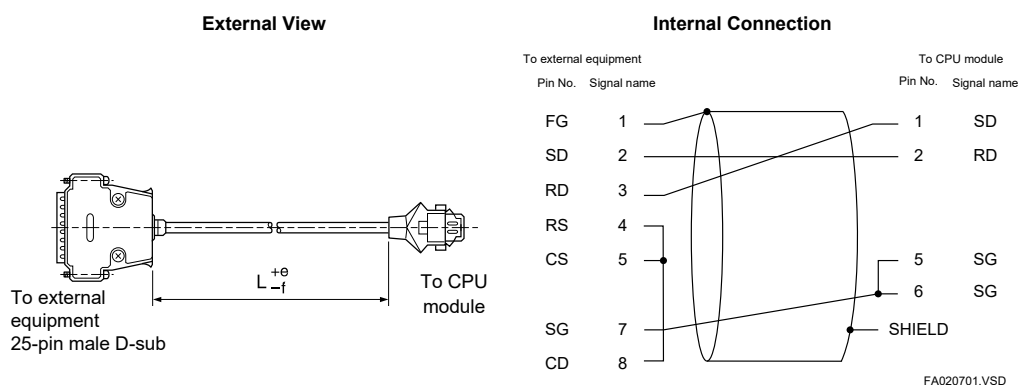 External View
To external
equipment
25-pin male D-sub
L +e -f
To CPU
module
Internal Connection
To external equipment
To CPU module
Pin No. Signal name
Pin No. Signal name
FG 1
1 SD
SD 2
2 RD
RD 3
RS 4
CS 5
5 SG
6 SG
SG 7
SHIELD
CD 8
FA020701.VSD